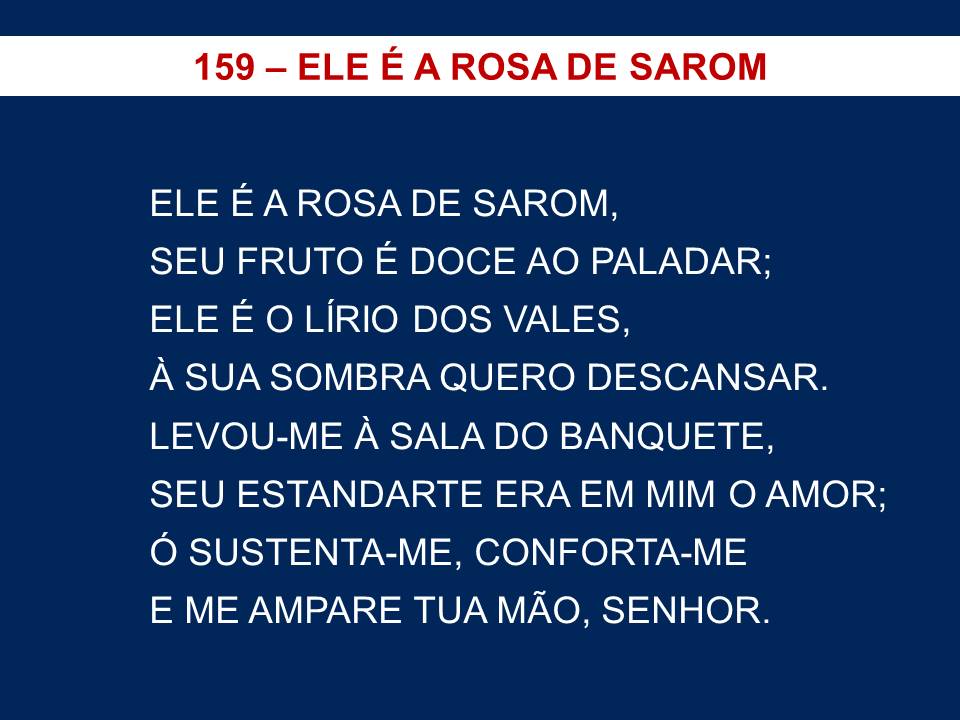 159 – ELE É A ROSA DE SAROM
ELE É A ROSA DE SAROM,
SEU FRUTO É DOCE AO PALADAR;
ELE É O LÍRIO DOS VALES,
À SUA SOMBRA QUERO DESCANSAR.
LEVOU-ME À SALA DO BANQUETE,
SEU ESTANDARTE ERA EM MIM O AMOR;
Ó SUSTENTA-ME, CONFORTA-ME
E ME AMPARE TUA MÃO, SENHOR.